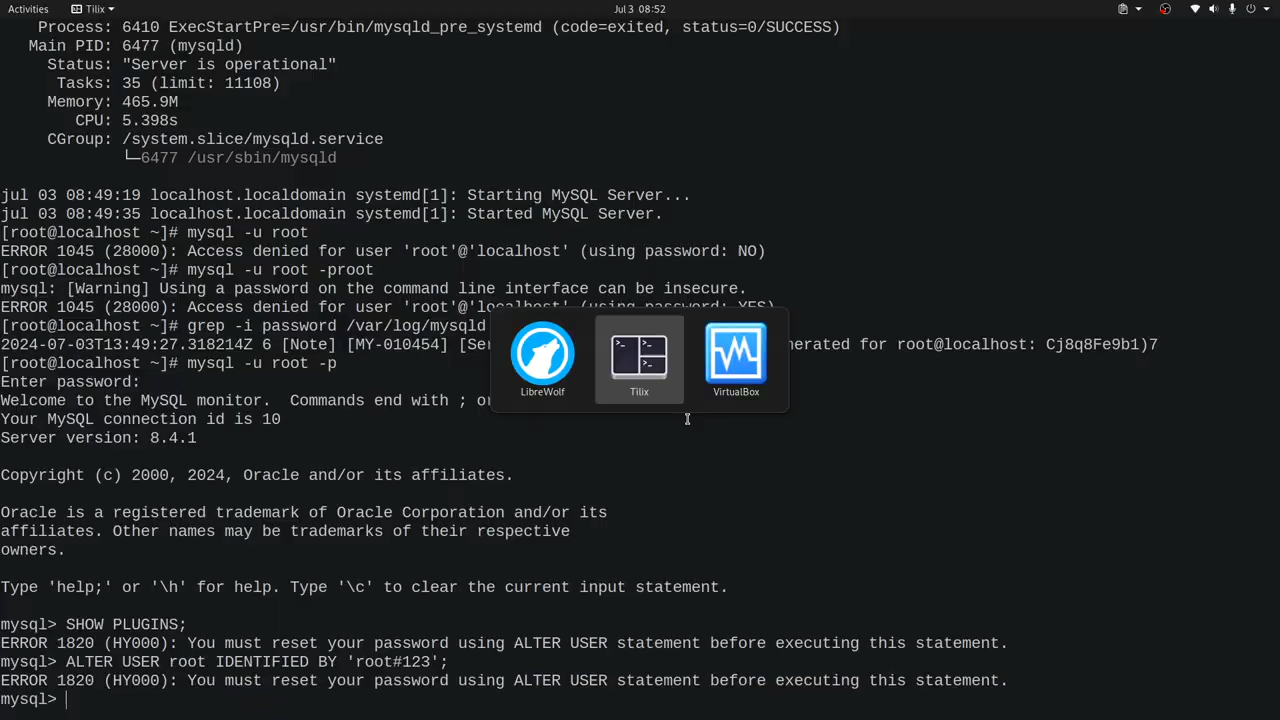 Activities Tilix Jul 3 08:52
Process: 6410 ExecStartPre=/usr/bin/mysqld_pre_systemd (code=exited, status=0/SUCCESS)
Main PID: 6477 (mysqld)
Status: "Server is operational"
Tasks: 35 (limit: 11108)
Memory: 465.9M
CPU: 5.398s
CGroup: /system.slice/mysqld.service
└─6477 /usr/sbin/mysqld
jul 03 08:49:19 localhost.localdomain systemd[1]: Starting MySQL Server...
jul 03 08:49:35 localhost.localdomain systemd[1]: Started MySQL Server.
[root@localhost ~]# mysql -u root
ERROR 1045 (28000): Access denied for user 'root'@'localhost' (using password: NO)
[root@localhost ~]# mysql -u root -proot
mysql: [Warning] Using a password on the command line interface can be insecure.
ERROR 1045 (28000): Access denied for user 'root'@'localhost' (using password: YES)
[root@localhost ~]# grep -i password /var/log/mysqld
2024-07-03T13:49:27.318214Z 6 [Note] [MY-010454] [Ser nerated for root@localhost: Cj8q8Fe9b1)7
[root@localhost ~]# mysql -u root -p
Enter password:
Welcome to the MySQL monitor. Commands end with ; or
Your MySQL connection id is 10
Server version: 8.4.1
LibreWolf Tilix VirtualBox
Copyright (c) 2000, 2024, Oracle and/or its affiliates.
Oracle is a registered trademark of Oracle Corporation and/or its
affiliates. Other names may be trademarks of their respective
owners.
Type 'help;' or '\h' for help. Type '\c' to clear the current input statement.
mysql> SHOW PLUGINS;
ERROR 1820 (HY000): You must reset your password using ALTER USER statement before executing this statement.
mysql> ALTER USER root IDENTIFIED BY 'root#123';
ERROR 1820 (HY000): You must reset your password using ALTER USER statement before executing this statement.
mysql>